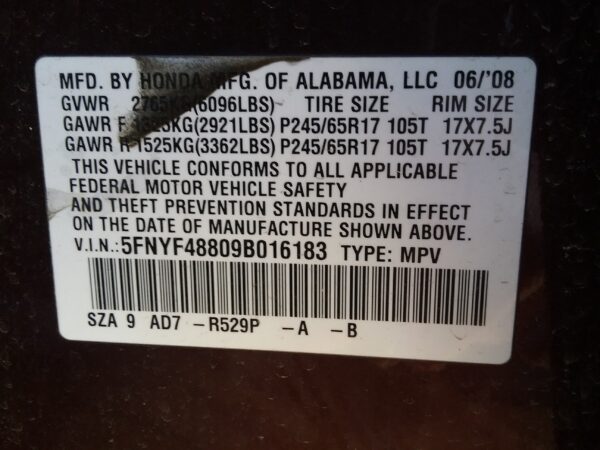 MFD. BY HONDA MFG. OF ALABAMA, LLC 06/'08
GVWR 2765KG(6096LBS) TIRE SIZE RIM SIZE
GAWR F 1325KG(2921LBS) P245/65R17 105T 17X7.5J
GAWR R 1525KG(3362LBS) P245/65R17 105T 17X7.5J
THIS VEHICLE CONFORMS TO ALL APPLICABLE
FEDERAL MOTOR VEHICLE SAFETY
AND THEFT PREVENTION STANDARDS IN EFFECT
ON THE DATE OF MANUFACTURE SHOWN ABOVE.
V.I.N.:5FNYF48809B016183 TYPE: MPV
SZA 9 AD7 -R529P -A -B